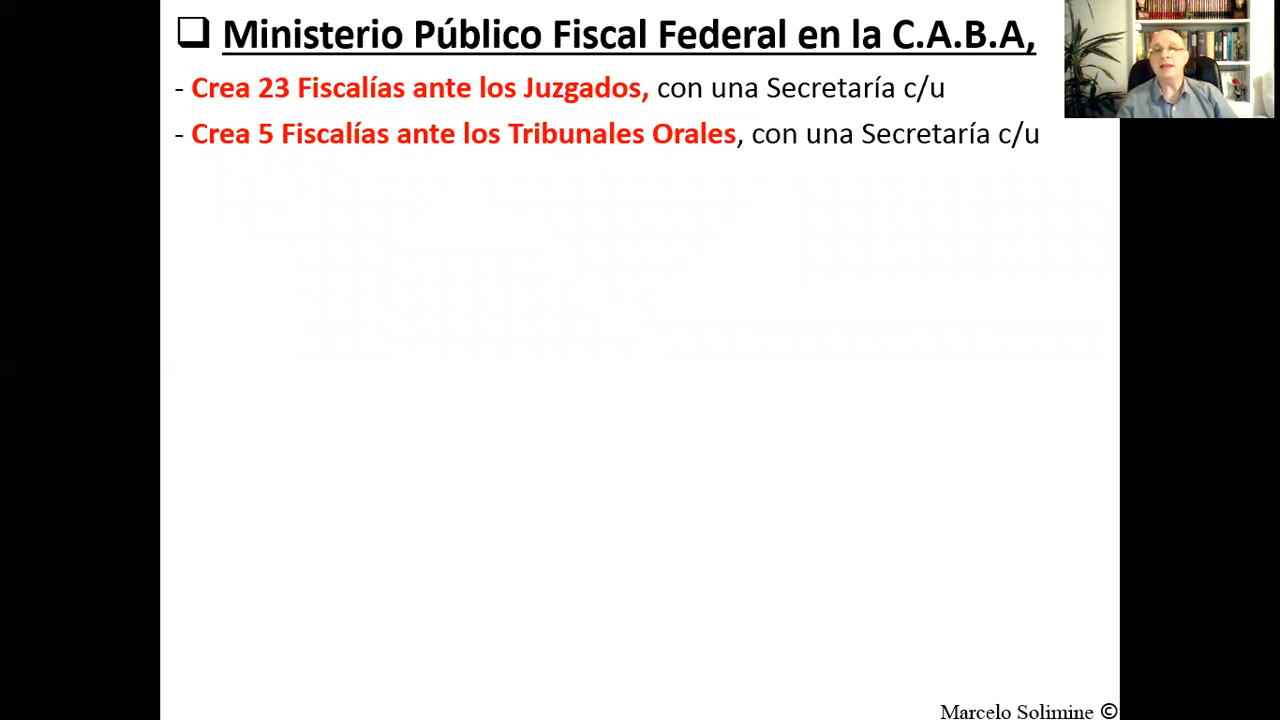 ❑ Ministerio Público Fiscal Federal en la C.A.B.A,
- Crea 23 Fiscalías ante los Juzgados, con una Secretaría c/u
- Crea 5 Fiscalías ante los Tribunales Orales, con una Secretaría c/u
Marcelo Solimine ©